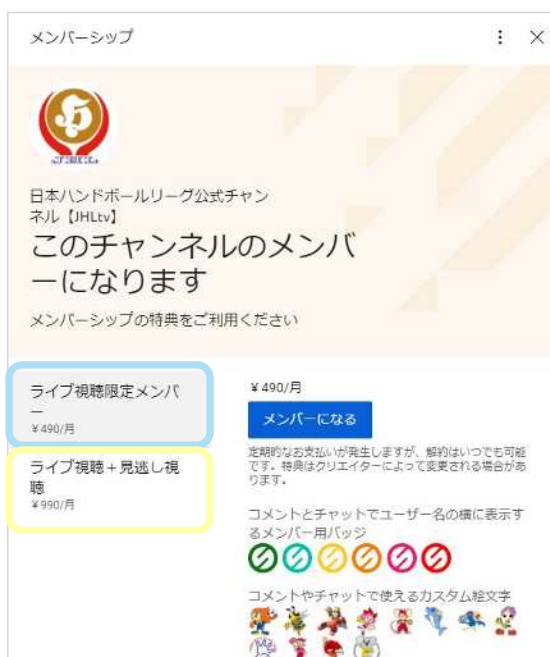 メンバーシップ
日本ハンドボールリーグ公式チャン
ネル【JHLtv】
このチャンネルのメンバ
ーになります
メンバーシップの特典をご利用ください
ライブ視聴限定メンバ
ー
¥490/月
ライブ視聴+見逃し視
聴
¥990/月
¥490/月
メンバーになる
定期的なお支払いが発生しますが、解約はいつでも可能
です。特典はクリエイターによって変更される場合があ
ります。
コメントとチャットでユーザー名の横に表示す
るメンバー用バッジ
コメントやチャットで使えるカスタム絵文字